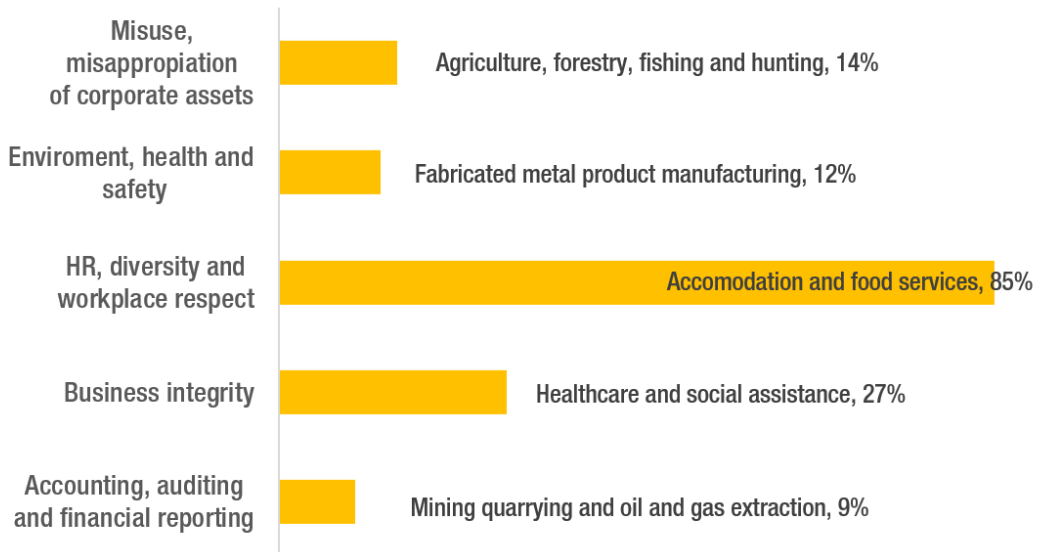 Misuse,
misappropiation
of corporate assets
Agriculture, forestry, fishing and hunting, 14%
Enviroment, health and
safety
Fabricated metal product manufacturing, 12%
HR, diversity and
workplace respect
Accomodation and food services, 85%
Business integrity
Healthcare and social assistance, 27%
Accounting, auditing
and financial reporting
Mining quarrying and oil and gas extraction, 9%